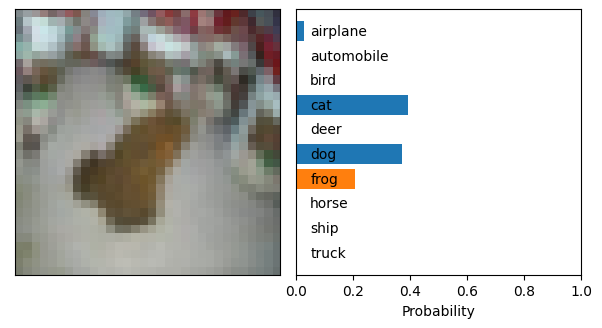 airplane
automobile
bird
cat
deer
dog
frog
horse
ship
truck
0.0 0.2 0.4 0.6 0.8 1.0
Probability